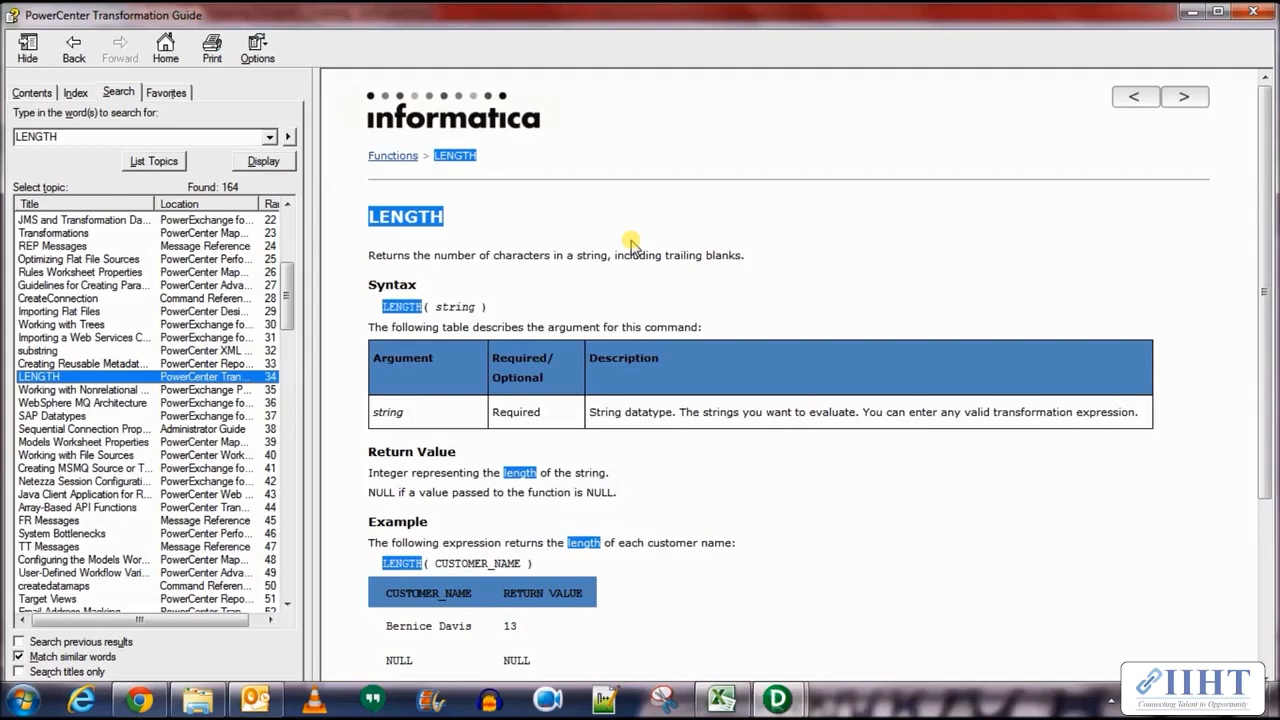 PowerCenter Transformation Guide
Hide Back Forward Home Print Options
Contents Index Search Favorites
Type in the word(s) to search for:
LENGTH
List Topics Display
Select topic: Found: 164
Title Location Ra
JMS and Transformation Da... PowerExchange fo... 22
Transformations PowerCenter Map... 23
REP Messages Message Reference 24
Optimizing Flat File Sources PowerCenter Perfo... 25
Rules Worksheet Properties PowerCenter Map... 26
Guidelines for Creating Para... PowerCenter Adva... 27
CreateConnection Command Referen... 28
Importing Flat Files PowerCenter Desi... 29
Working with Trees PowerExchange fo... 30
Importing a Web Services C... PowerExchange fo... 31
substring PowerCenter XML ... 32
Creating Reusable Metadat... PowerCenter Repo... 33
LENGTH PowerCenter Tran... 34
Working with Nonrelational ... PowerExchange P... 35
WebSphere MQ Architecture PowerExchange fo... 36
SAP Datatypes PowerExchange fo... 37
Sequential Connection Prop... Administrator Guide 38
Models Worksheet Properties PowerCenter Map... 39
Working with File Sources PowerCenter Work... 40
Creating MSMQ Source or T... PowerExchange fo... 41
Netezza Session Configurati... PowerExchange fo... 42
Java Client Application for R... PowerCenter Web ... 43
Array-Based API Functions PowerCenter Tran... 44
FR Messages Message Reference 45
System Bottlenecks PowerCenter Perfo... 46
TT Messages Message Reference 47
Configuring the Models Wor... PowerCenter Map... 48
User-Defined Workflow Vari... PowerCenter Adva... 49
createdatamaps Command Referen... 50
Target Views PowerCenter Repo... 51
Email Address Masking PowerCenter Tran... 52
Search previous results
Match similar words
Search titles only
informatica
< >
Functions > LENGTH
LENGTH
Returns the number of characters in a string, including trailing blanks.
Syntax
LENGTH( string )
The following table describes the argument for this command:
Argument Required/ Optional Description
string Required String datatype. The strings you want to evaluate. You can enter any valid transformation expression.
Return Value
Integer representing the length of the string.
NULL if a value passed to the function is NULL.
Example
The following expression returns the length of each customer name:
LENGTH( CUSTOMER_NAME )
CUSTOMER_NAME RETURN VALUE
Bernice Davis 13
NULL NULL
IIHT
Connecting Talent to Opportunity